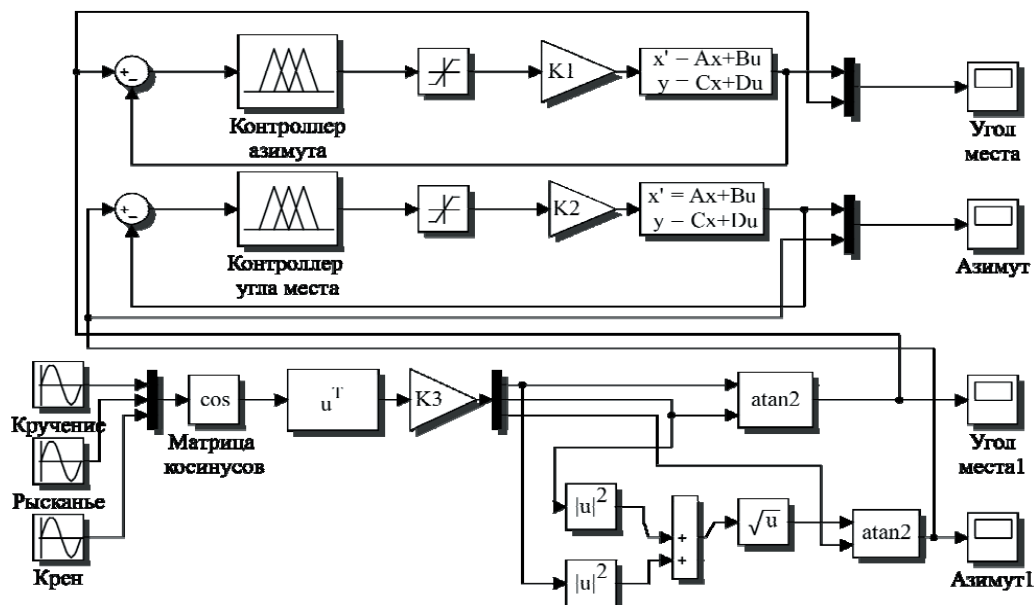 +
−
Контроллер
азимута
K1
x' − Ax+Bu
y − Cx+Du
Угол
места
+
−
Контроллер
угла места
K2
x' = Ax+Bu
y − Cx+Du
Азимут
Кручение
Рысканье
Крен
cos
Матрица
косинусов
u^T
K3
atan2
Угол
места1
|u|^2
|u|^2
+
+
√u
atan2
Азимут1